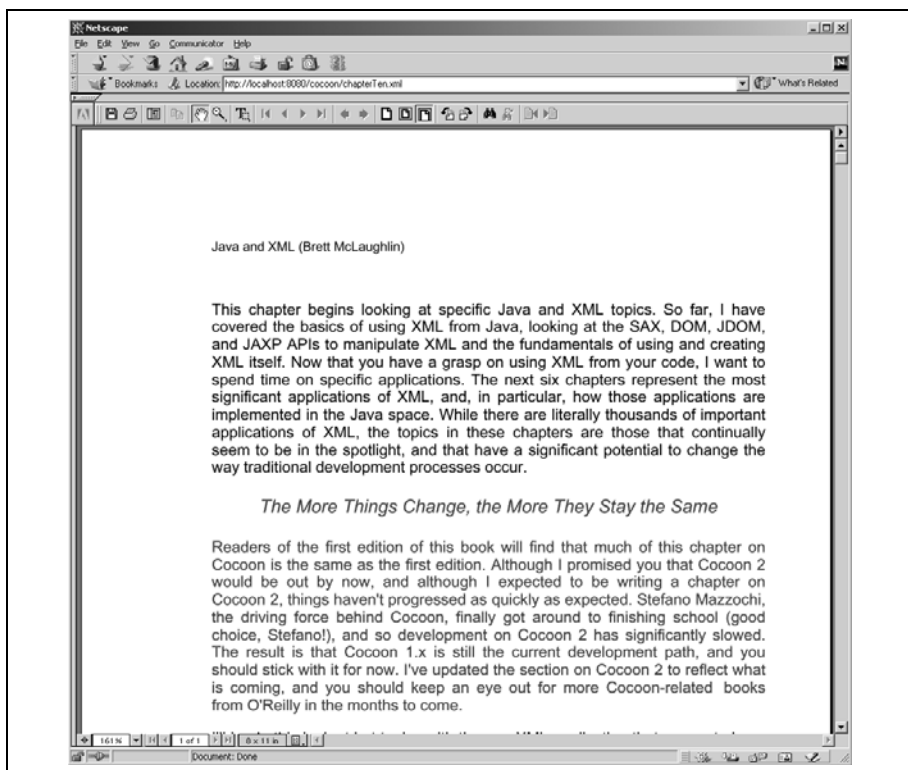 Netscape
File Edit View Go Communicator Help
Bookmarks Location: http://localhost:8080/cocoon/chapterTen.xml What's Related
Java and XML (Brett McLaughlin)
This chapter begins looking at specific Java and XML topics. So far, I have
covered the basics of using XML from Java, looking at the SAX, DOM, JDOM,
and JAXP APIs to manipulate XML and the fundamentals of using and creating
XML itself. Now that you have a grasp on using XML from your code, I want to
spend time on specific applications. The next six chapters represent the most
significant applications of XML, and, in particular, how those applications are
implemented in the Java space. While there are literally thousands of important
applications of XML, the topics in these chapters are those that continually
seem to be in the spotlight, and that have a significant potential to change the
way traditional development processes occur.
The More Things Change, the More They Stay the Same
Readers of the first edition of this book will find that much of this chapter on
Cocoon is the same as the first edition. Although I promised you that Cocoon 2
would be out by now, and although I expected to be writing a chapter on
Cocoon 2, things haven't progressed as quickly as expected. Stefano Mazzochi,
the driving force behind Cocoon, finally got around to finishing school (good
choice, Stefano!), and so development on Cocoon 2 has significantly slowed.
The result is that Cocoon 1.x is still the current development path, and you
should stick with it for now. I've updated the section on Cocoon 2 to reflect what
is coming, and you should keep an eye out for more Cocoon-related books
from O'Reilly in the months to come.
161% 1 of 1 8 x 11 in
Document: Done